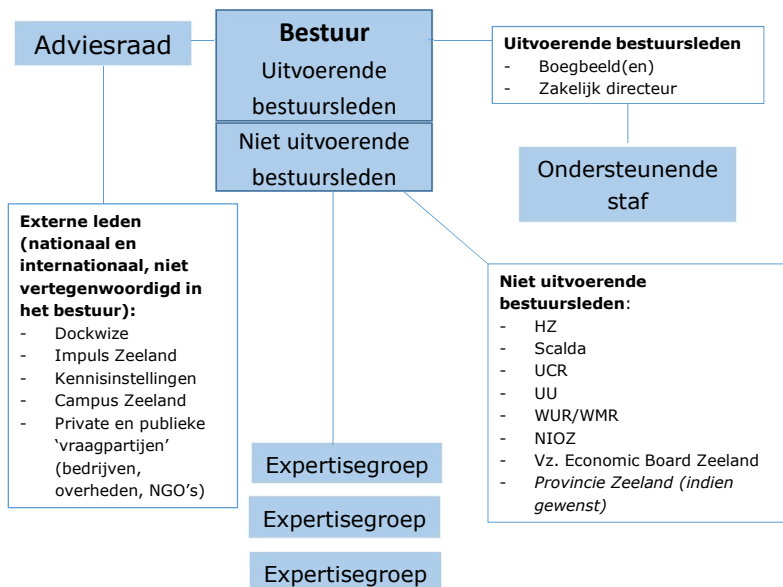 Adviesraad
Bestuur
Uitvoerende
bestuursleden
Niet uitvoerende
bestuursleden
Uitvoerende bestuursleden
- Boegbeeld(en)
- Zakelijk directeur
Ondersteunende
staf
Externe leden
(nationaal en
internationaal, niet
vertegenwoordigd in
het bestuur):
- Dockwize
- Impuls Zeeland
- Kennisinstellingen
- Campus Zeeland
- Private en publieke
‘vraagpartijen’
(bedrijven,
overheden, NGO’s)
Niet uitvoerende
bestuursleden:
- HZ
- Scalda
- UCR
- UU
- WUR/WMR
- NIOZ
- Vz. Economic Board Zeeland
- Provincie Zeeland (indien
gewenst)
Expertisegroep
Expertisegroep
Expertisegroep